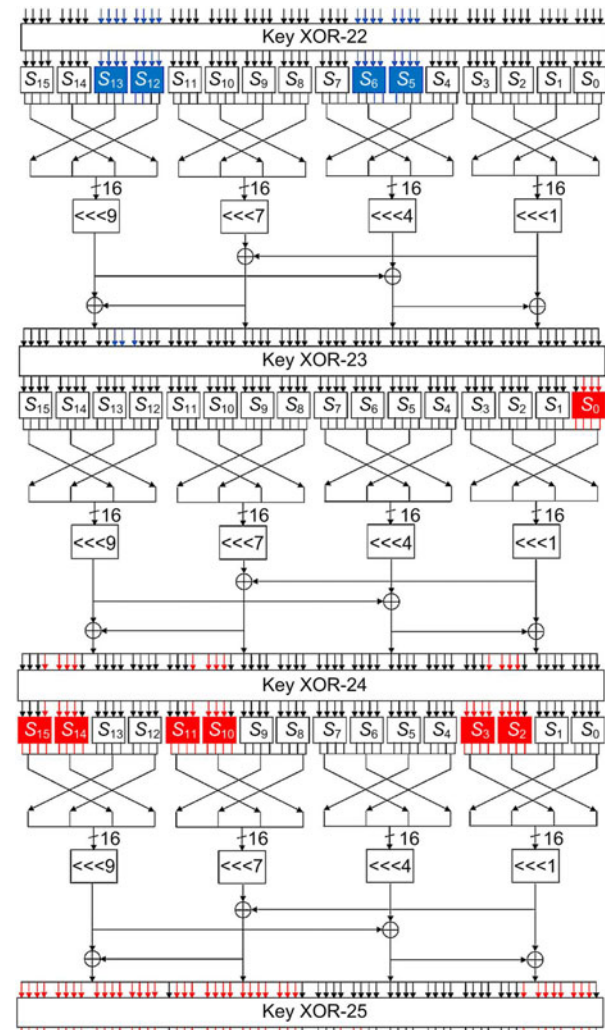 Key XOR-22
S15 S14 S13 S12 S11 S10 S9 S8 S7 S6 S5 S4 S3 S2 S1 S0
16 16 16 16
<<<9 <<<7 <<<4 <<<1
Key XOR-23
S15 S14 S13 S12 S11 S10 S9 S8 S7 S6 S5 S4 S3 S2 S1 S0
16 16 16 16
<<<9 <<<7 <<<4 <<<1
Key XOR-24
S15 S14 S13 S12 S11 S10 S9 S8 S7 S6 S5 S4 S3 S2 S1 S0
16 16 16 16
<<<9 <<<7 <<<4 <<<1
Key XOR-25